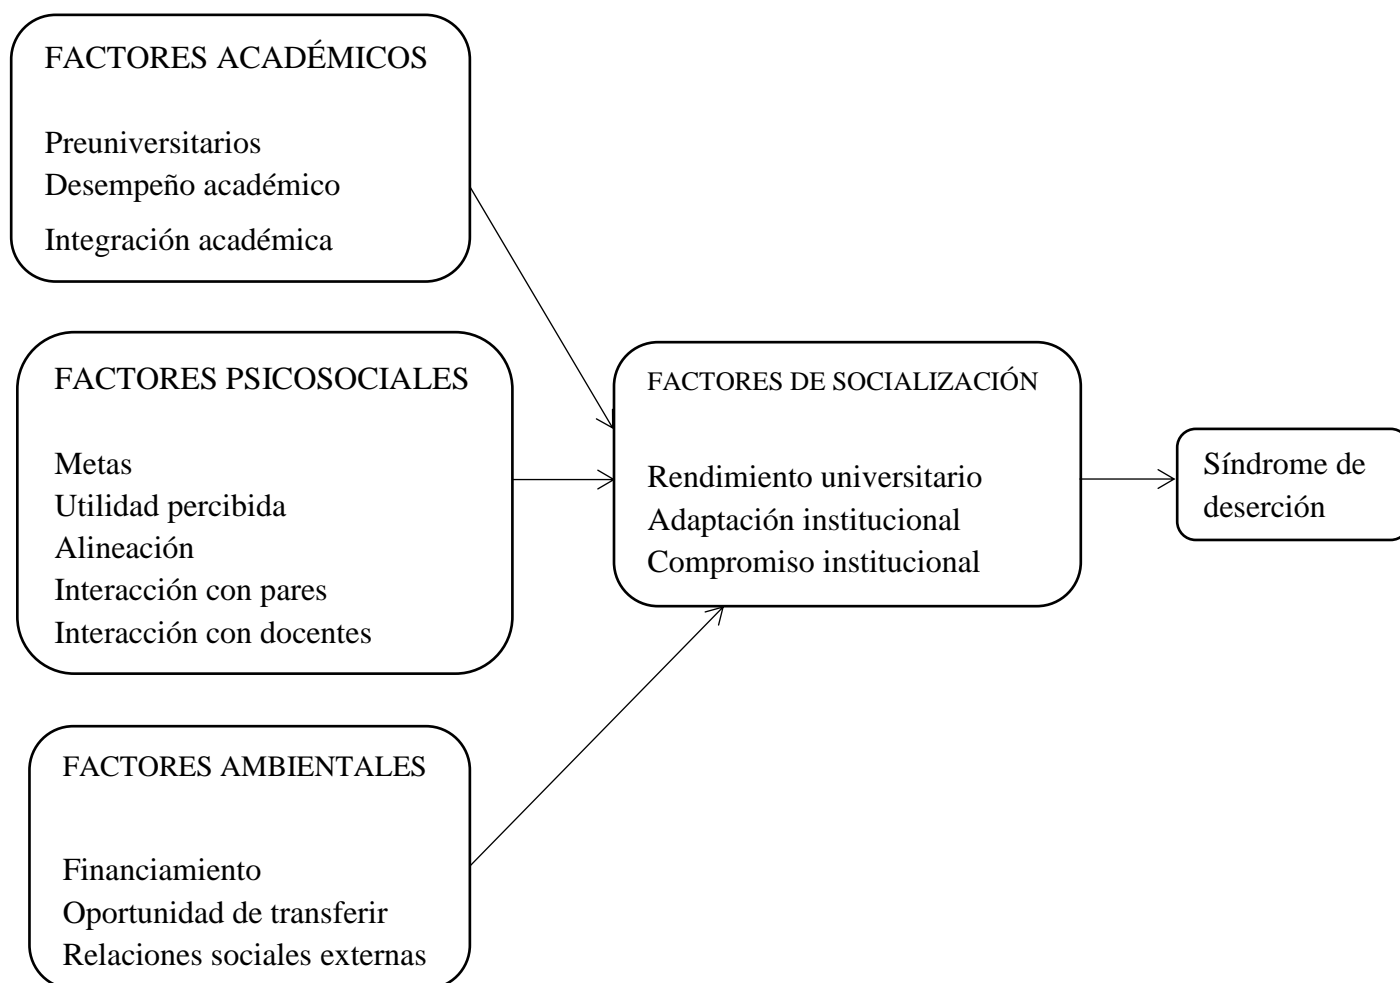 FACTORES ACADÉMICOS
Preuniversitarios
Desempeño académico
Integración académica
FACTORES PSICOSOCIALES
Metas
Utilidad percibida
Alineación
Interacción con pares
Interacción con docentes
FACTORES AMBIENTALES
Financiamiento
Oportunidad de transferir
Relaciones sociales externas
FACTORES DE SOCIALIZACIÓN
Rendimiento universitario
Adaptación institucional
Compromiso institucional
Síndrome de
deserción